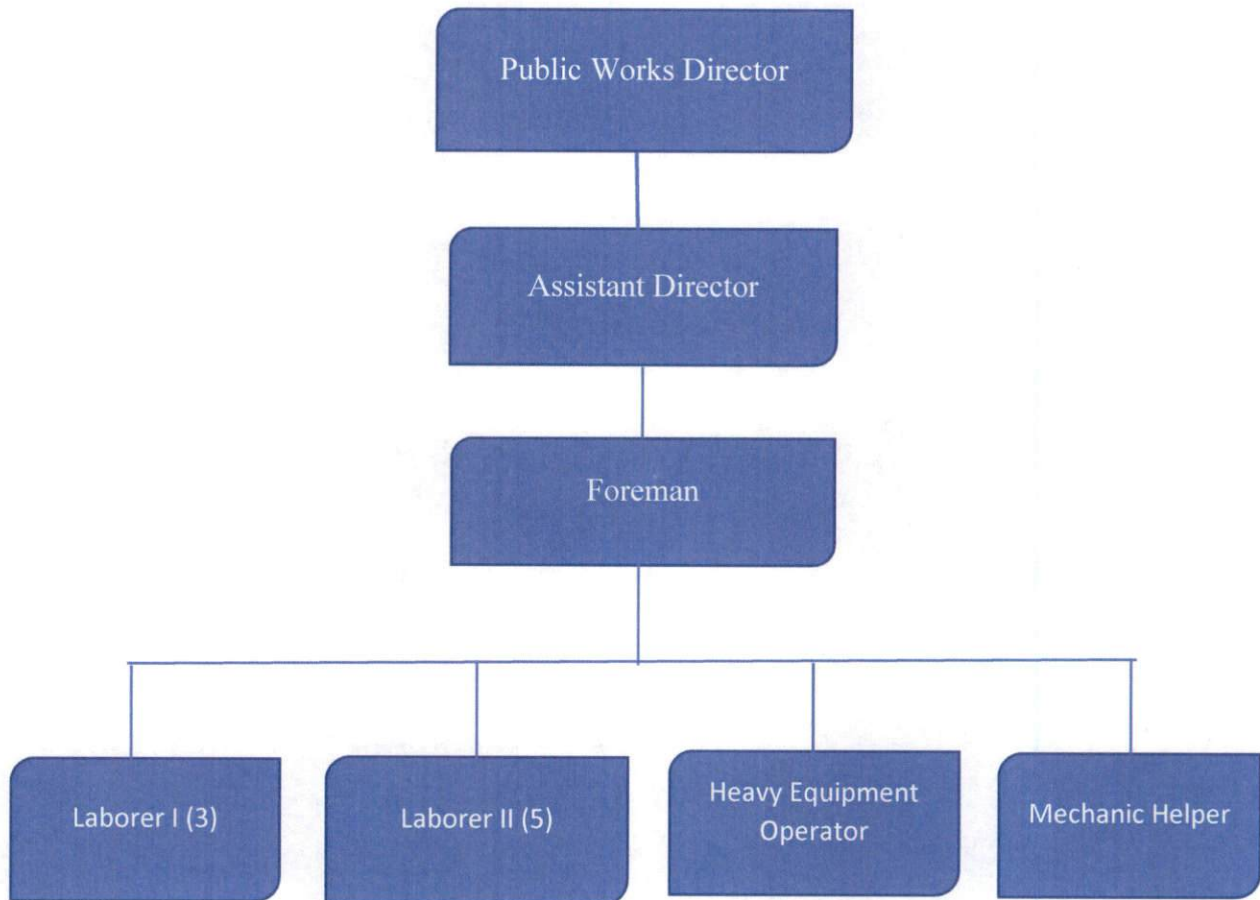 Public Works Director
Assistant Director
Foreman
Laborer I (3)
Laborer II (5)
Heavy Equipment
Operator
Mechanic Helper